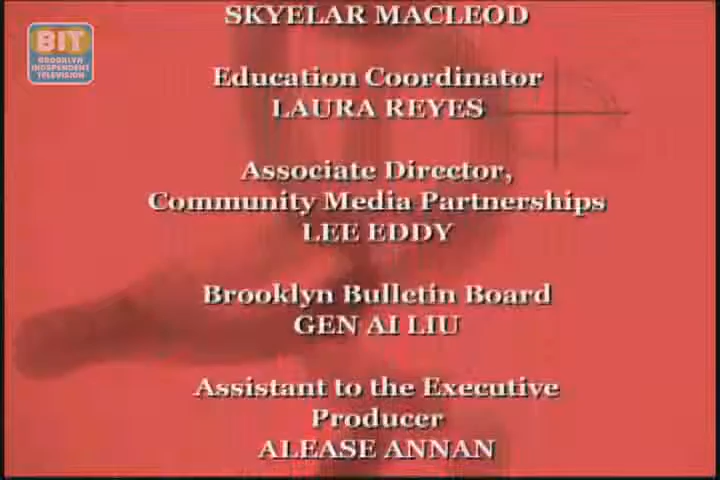 SKYELAR MACLEOD
BIT
BROOKLYN
INDEPENDENT
TELEVISION
Education Coordinator
LAURA REYES
Associate Director,
Community Media Partnerships
LEE EDDY
Brooklyn Bulletin Board
GEN AI LIU
Assistant to the Executive
Producer
ALEASE ANNAN